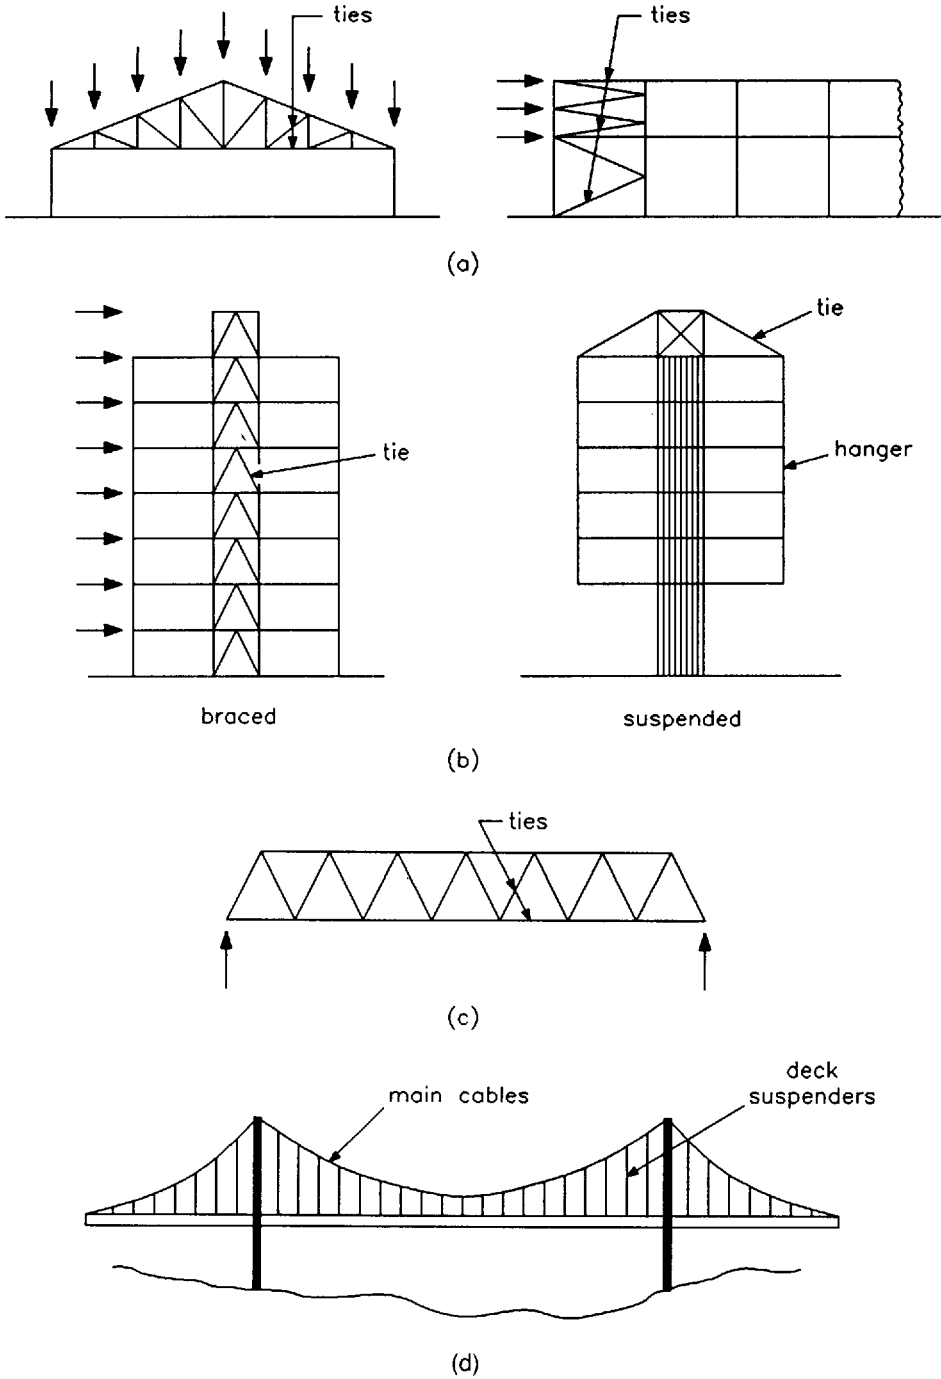 ties
ties
(a)
tie
tie
hanger
braced
suspended
(b)
ties
(c)
main cables
deck
suspenders
(d)